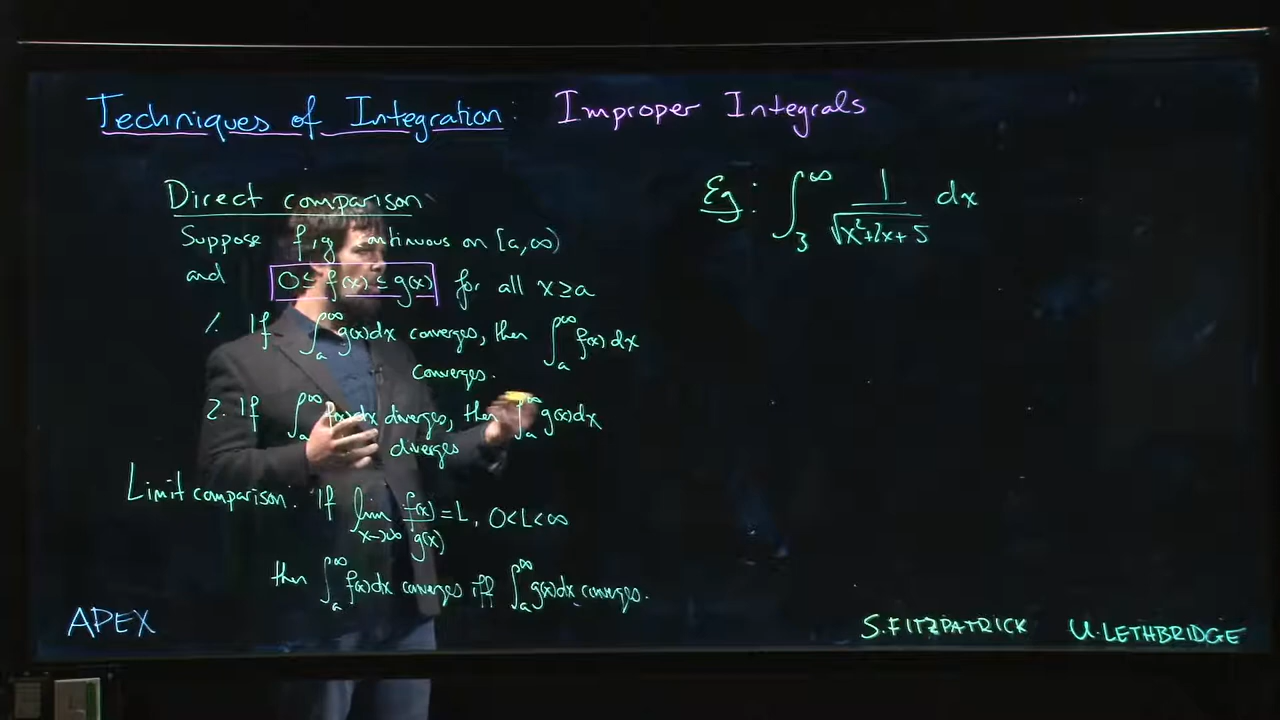 Techniques of Integration: Improper Integrals
Direct comparison
Suppose f, g continuous on [a, ∞)
and 0 ≤ f(x) ≤ g(x) for all x ≥ a
1. If ∫_a^∞ g(x)dx converges, then ∫_a^∞ f(x)dx
converges.
2. If ∫_a^∞ f(x)dx diverges, then ∫_a^∞ g(x)dx
diverges
Limit comparison: If lim_{x→∞} f(x)/g(x) = L, 0<L<∞
then ∫_a^∞ f(x)dx converges iff ∫_a^∞ g(x)dx converges.
Eg: ∫_3^∞ 1/√(x²+2x+5) dx
APEX
S.FITZPATRICK U.LETHBRIDGE